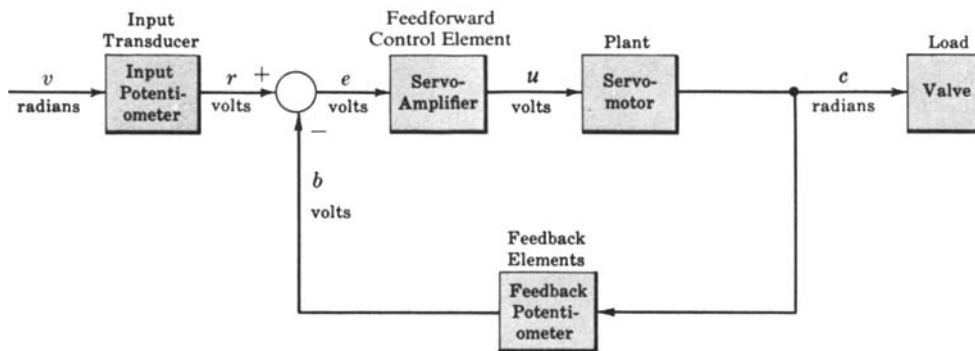 Input
Transducer
Feedforward
Control Element
Plant
Load
v
radians
Input
Potenti-
ometer
r
volts
+
−
e
volts
Servo-
Amplifier
u
volts
Servo-
motor
c
radians
Valve
b
volts
Feedback
Elements
Feedback
Potenti-
ometer